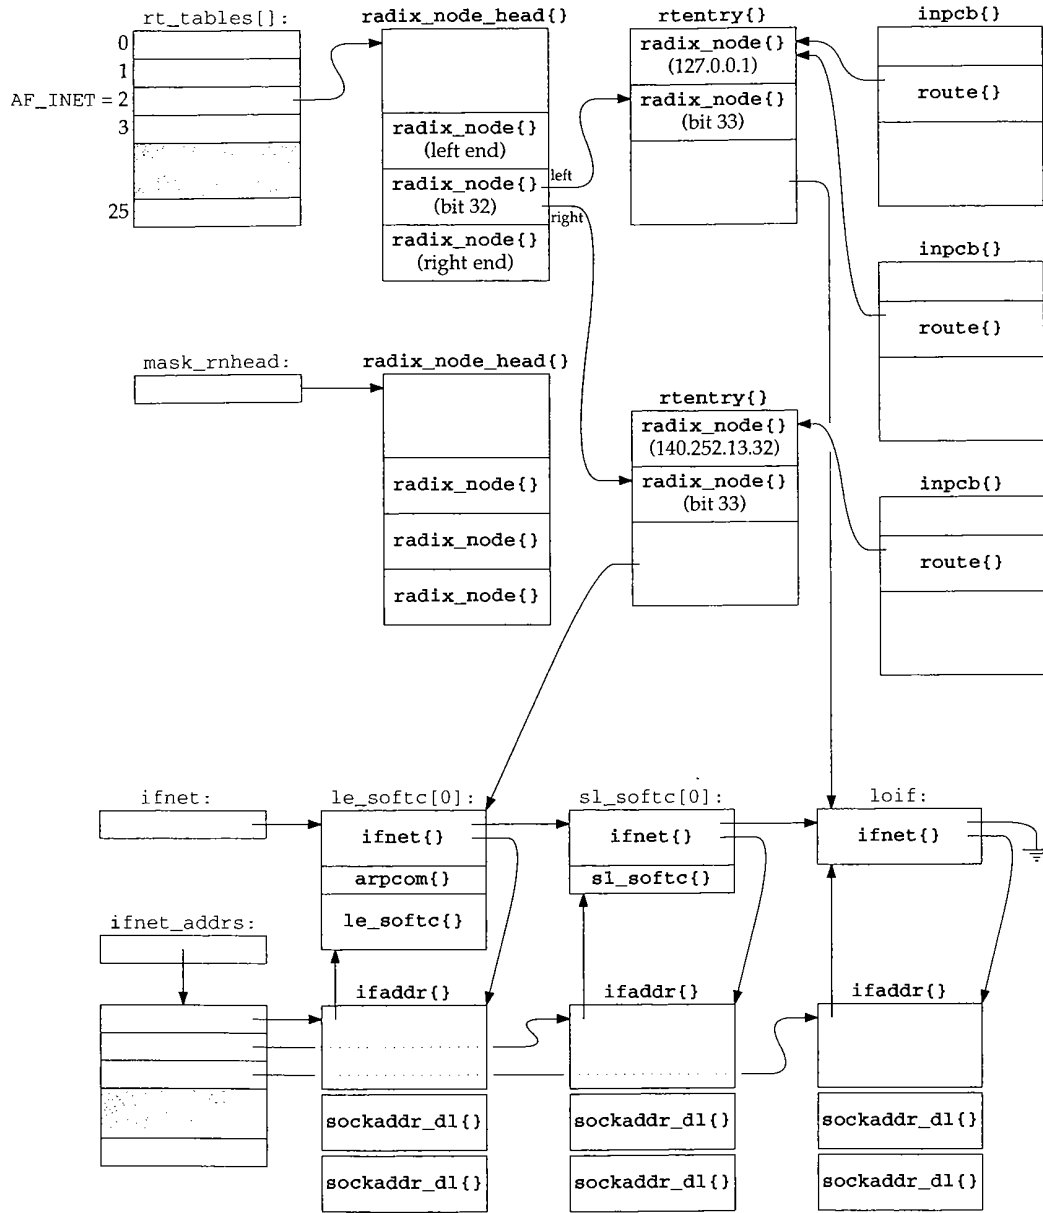 rt_tables[]:
0
1
AF_INET = 2
3
25
radix_node_head{}
radix_node{}
(left end)
radix_node{}
(bit 32)
radix_node{}
(right end)
left
right
rtentry{}
radix_node{}
(127.0.0.1)
radix_node{}
(bit 33)
inpcb{}
route{}
inpcb{}
route{}
mask_rnhead:
radix_node_head{}
radix_node{}
radix_node{}
radix_node{}
rtentry{}
radix_node{}
(140.252.13.32)
radix_node{}
(bit 33)
inpcb{}
route{}
ifnet:
le_softc[0]:
ifnet{}
arpcom{}
le_softc{}
sl_softc[0]:
ifnet{}
sl_softc{}
loif:
ifnet{}
ifnet_addrs:
ifaddr{}
ifaddr{}
ifaddr{}
sockaddr_dl{}
sockaddr_dl{}
sockaddr_dl{}
sockaddr_dl{}
sockaddr_dl{}
sockaddr_dl{}